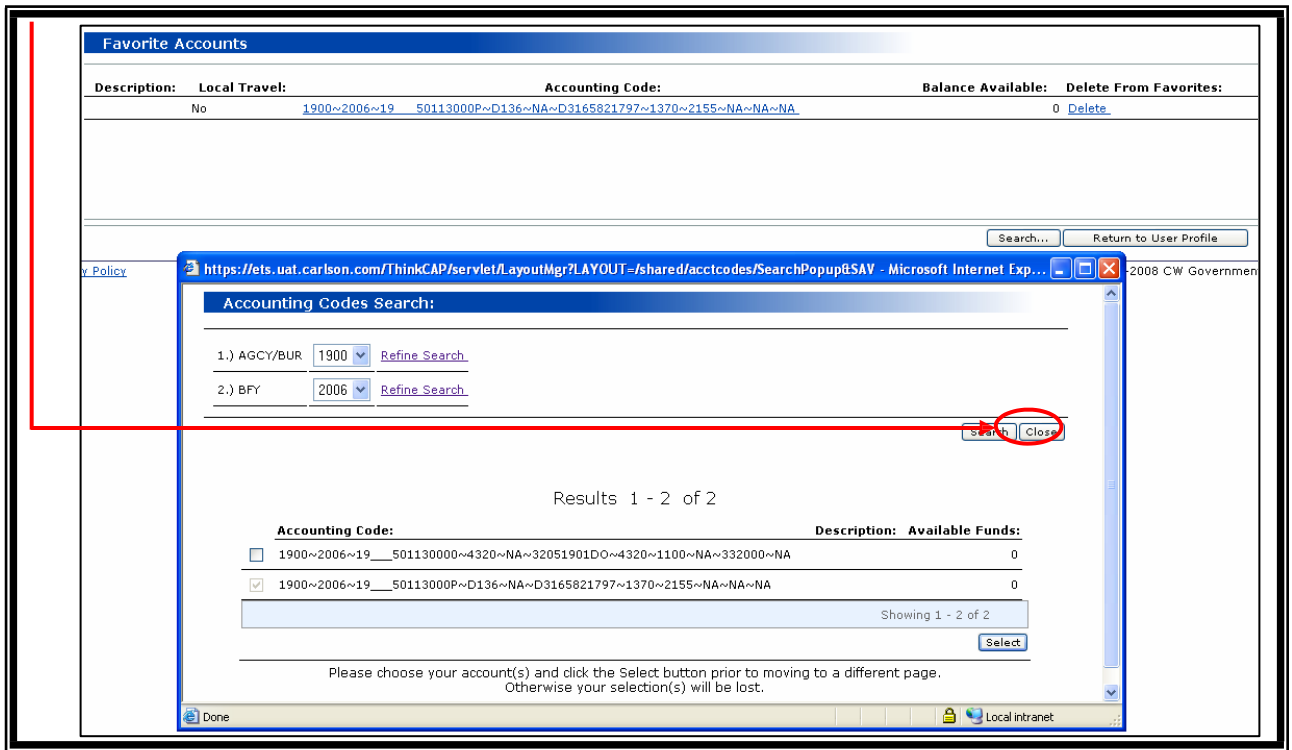 Favorite Accounts
Description: Local Travel: Accounting Code: Balance Available: Delete From Favorites:
No 1900~2006~19___50113000P~D136~NA~D3165821797~1370~2155~NA~NA~NA 0 Delete
Search... Return to User Profile
y Policy
-2008 CW Governmen
https://ets.uat.carlson.com/ThinkCAP/servlet/LayoutMgr?LAYOUT=/shared/acctcodes/SearchPopup&SAV - Microsoft Internet Exp...
Accounting Codes Search:
1.) AGCY/BUR 1900 Refine Search
2.) BFY 2006 Refine Search
Search Close
Results 1 - 2 of 2
Accounting Code: Description: Available Funds:
1900~2006~19___501130000~4320~NA~32051901DO~4320~1100~NA~332000~NA 0
1900~2006~19___50113000P~D136~NA~D3165821797~1370~2155~NA~NA~NA 0
Showing 1 - 2 of 2
Select
Please choose your account(s) and click the Select button prior to moving to a different page.
Otherwise your selection(s) will be lost.
Done Local intranet